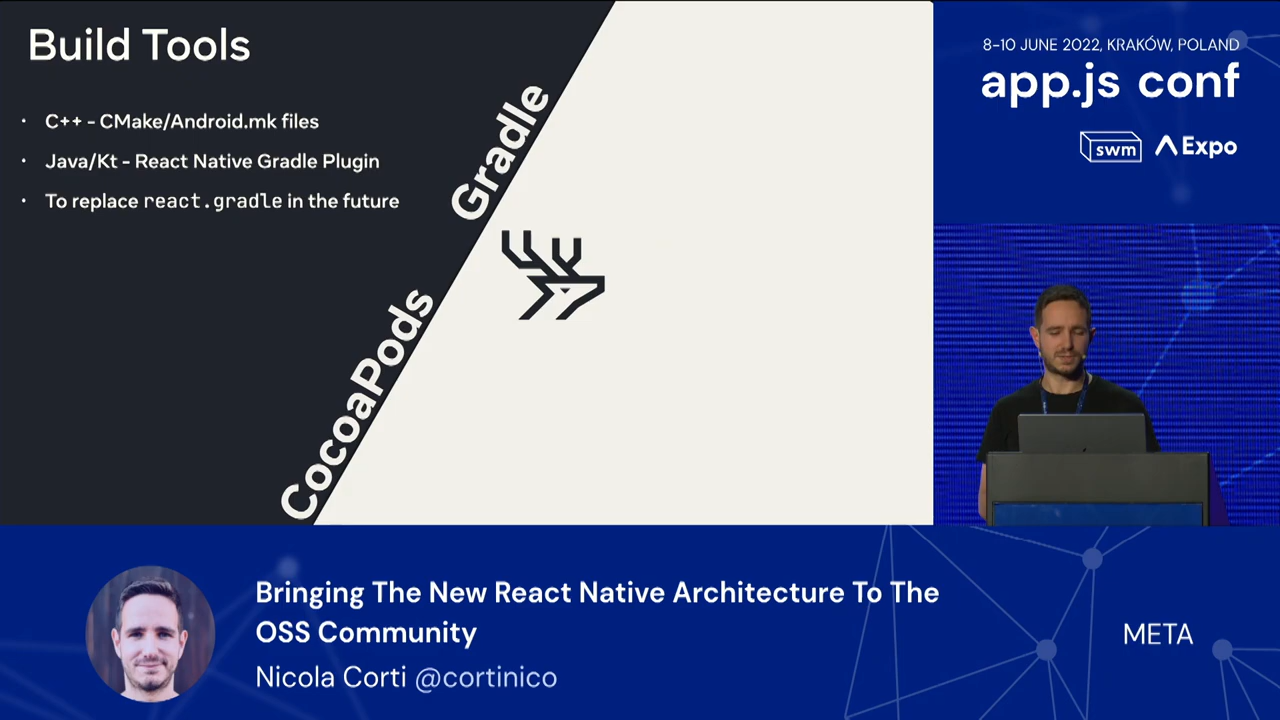 Build Tools
· C++ - CMake/Android.mk files
· Java/Kt - React Native Gradle Plugin
· To replace react.gradle in the future
Gradle
CocoaPods
8-10 JUNE 2022, KRAKÓW, POLAND
app.js conf
swm
Expo
Bringing The New React Native Architecture To The
OSS Community
Nicola Corti @cortinico
META